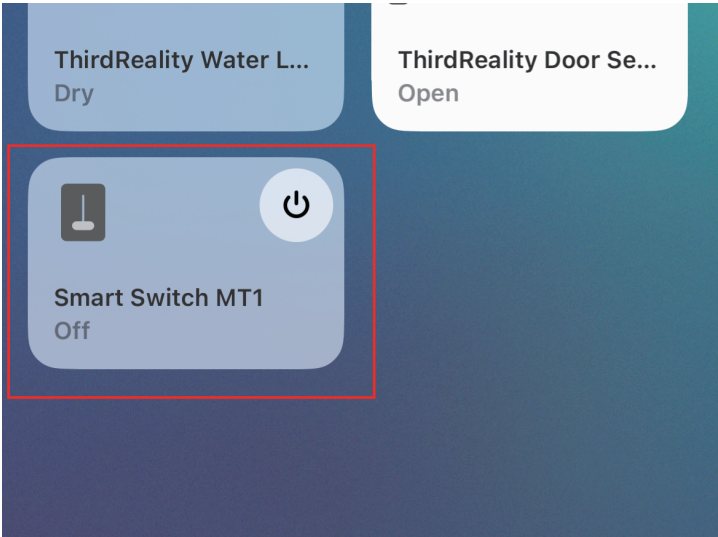 ThirdReality Water L...
Dry
ThirdReality Door Se...
Open
Smart Switch MT1
Off